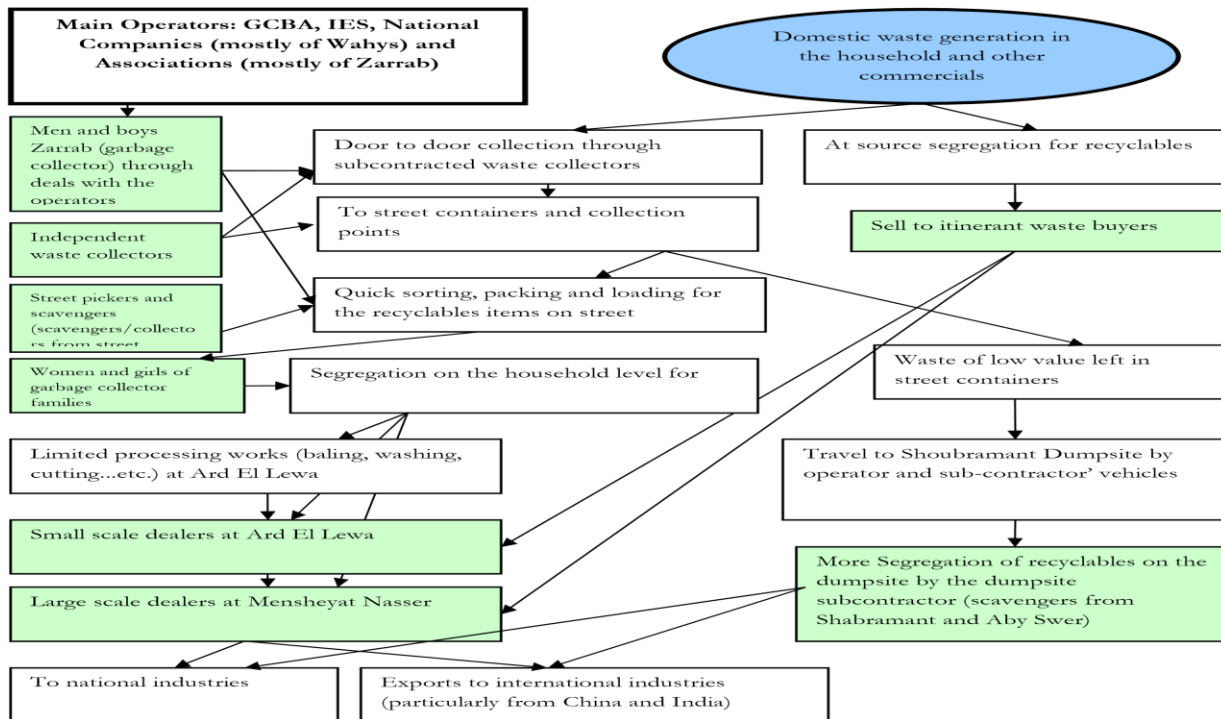 Main Operators: GCBA, IES, National
Companies (mostly of Wahys) and
Associations (mostly of Zarrab)
Domestic waste generation in
the household and other
commercials
Men and boys
Zarrab (garbage
collector) through
deals with the
operators
Door to door collection through
subcontracted waste collectors
At source segregation for recyclables
Independent
waste collectors
To street containers and collection
points
Sell to itinerant waste buyers
Street pickers and
scavengers
(scavengers/collecto
rs from street
Quick sorting, packing and loading for
the recyclables items on street
Women and girls of
garbage collector
families
Segregation on the household level for
Waste of low value left in
street containers
Limited processing works (baling, washing,
cutting...etc.) at Ard El Lewa
Travel to Shoubramant Dumpsite by
operator and sub-contractor’ vehicles
Small scale dealers at Ard El Lewa
More Segregation of recyclables on the
dumpsite by the dumpsite
subcontractor (scavengers from
Shabramant and Aby Swer)
Large scale dealers at Mensheyat Nasser
To national industries
Exports to international industries
(particularly from China and India)